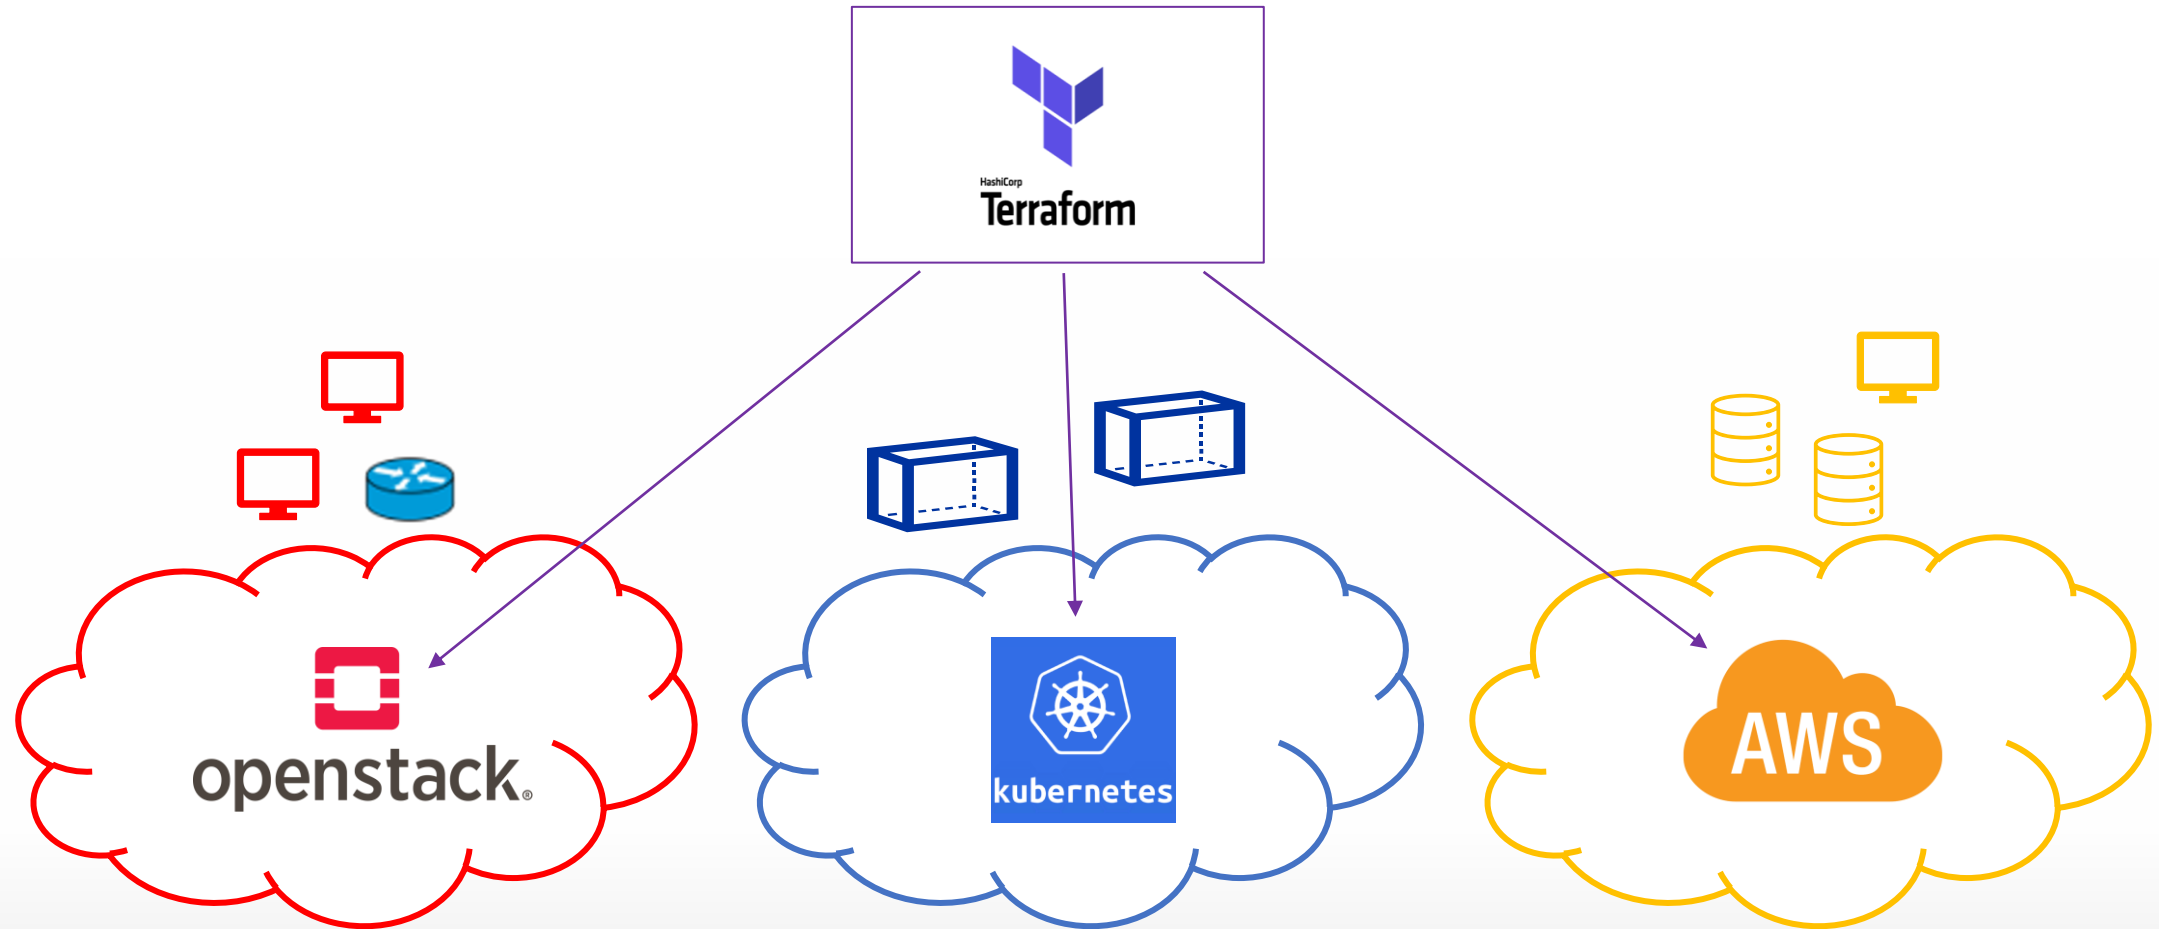 HashiCorp
Terraform
openstack®
kubernetes
AWS